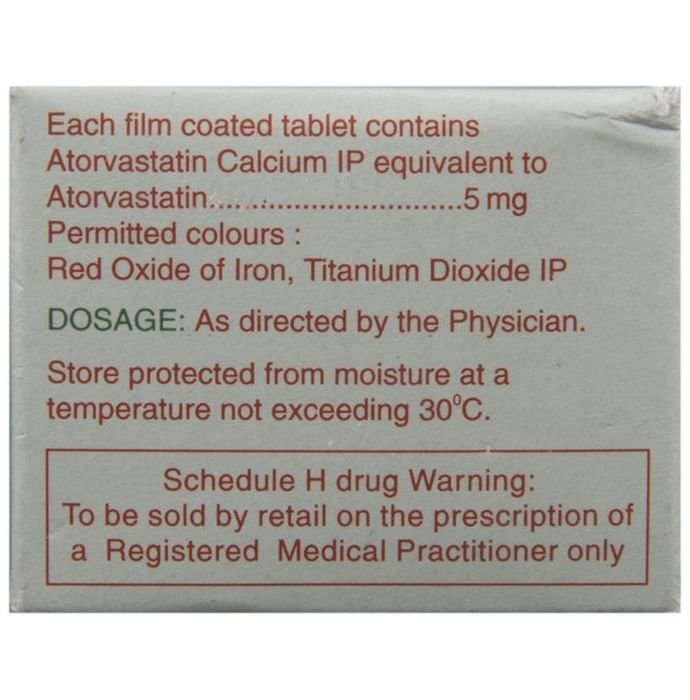 Each film coated tablet contains
Atorvastatin Calcium IP equivalent to
Atorvastatin..............................5 mg
Permitted colours :
Red Oxide of Iron, Titanium Dioxide IP
DOSAGE: As directed by the Physician.
Store protected from moisture at a
temperature not exceeding 30⁰C.
Schedule H drug Warning:
To be sold by retail on the prescription of
a Registered Medical Practitioner only